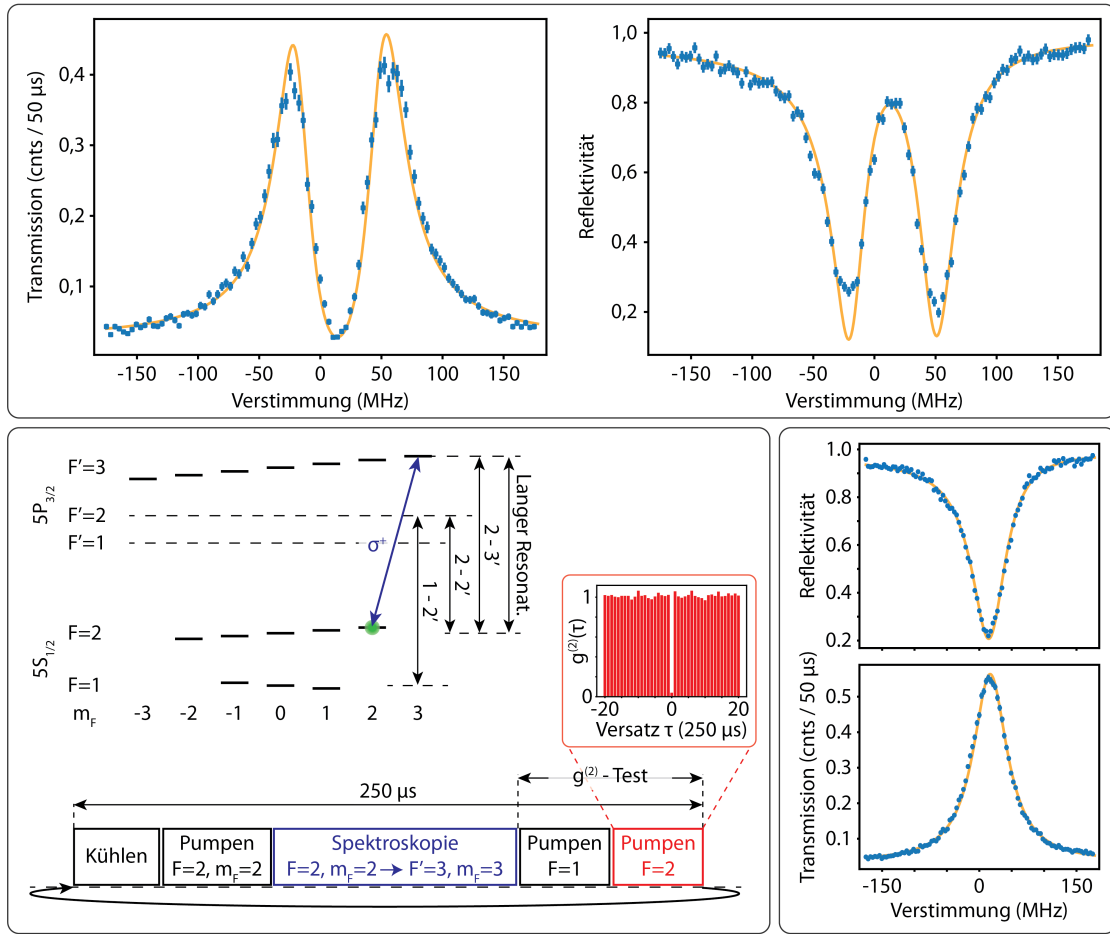 Transmission (cnts / 50 µs)
0,4
0,3
0,2
0,1
-150 -100 -50 0 50 100 150
Verstimmung (MHz)
Reflektivität
1,0
0,8
0,6
0,4
0,2
-150 -100 -50 0 50 100 150
Verstimmung (MHz)
5P3/2
F'=3
F'=2
F'=1
σ+
1 - 2'
2 - 2'
2 - 3'
Langer Resonat.
5S1/2
F=2
F=1
mF -3 -2 -1 0 1 2 3
g(2)(τ)
1
0
-20 0 20
Versatz τ (250 µs)
g(2) - Test
250 µs
Kühlen
Pumpen
F=2, mF=2
Spektroskopie
F=2, mF=2 → F'=3, mF=3
Pumpen
F=1
Pumpen
F=2
Reflektivität
1.0
0.8
0.6
0.4
0.2
Transmission (cnts / 50 µs)
0.5
0.4
0.3
0.2
0.1
-150 0 150
Verstimmung (MHz)